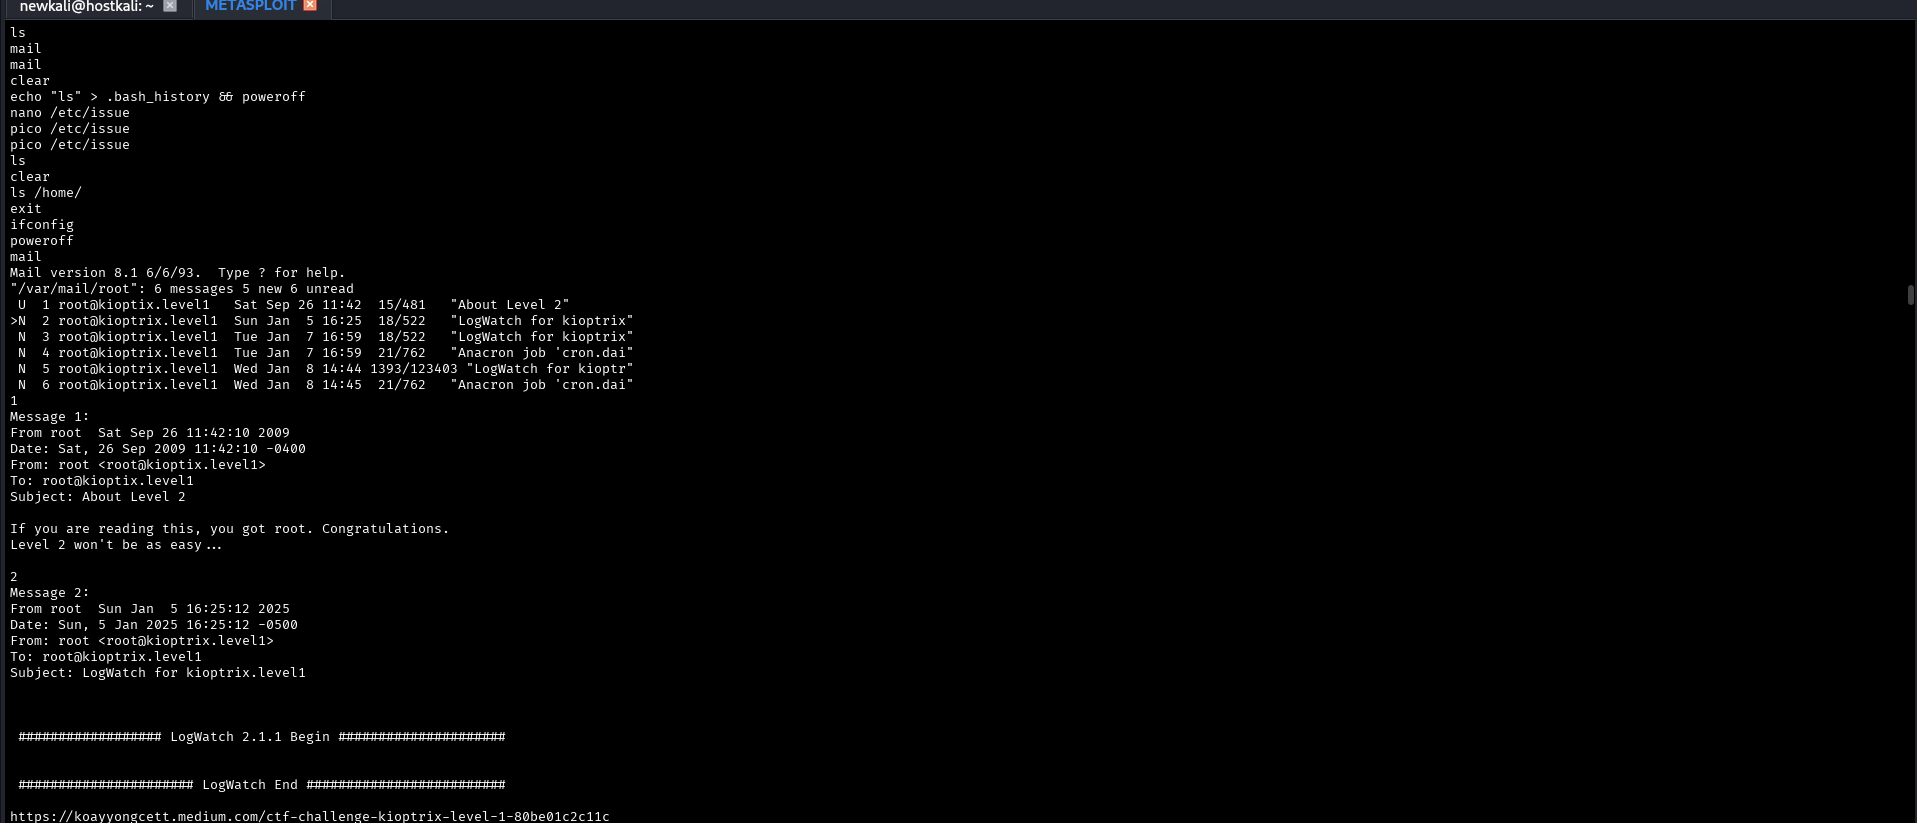 newkali@hostkali: ~
METASPLOIT
ls
mail
mail
clear
echo "ls" > .bash_history && poweroff
nano /etc/issue
pico /etc/issue
pico /etc/issue
ls
clear
ls /home/
exit
ifconfig
poweroff
mail
Mail version 8.1 6/6/93.  Type ? for help.
"/var/mail/root": 6 messages 5 new 6 unread
 U  1 root@kioptix.level1   Sat Sep 26 11:42  15/481   "About Level 2"
>N  2 root@kioptrix.level1  Sun Jan  5 16:25  18/522   "LogWatch for kioptrix"
 N  3 root@kioptrix.level1  Tue Jan  7 16:59  18/522   "LogWatch for kioptrix"
 N  4 root@kioptrix.level1  Tue Jan  7 16:59  21/762   "Anacron job 'cron.dai"
 N  5 root@kioptrix.level1  Wed Jan  8 14:44 1393/123403 "LogWatch for kioptr"
 N  6 root@kioptrix.level1  Wed Jan  8 14:45  21/762   "Anacron job 'cron.dai"
1
Message 1:
From root  Sat Sep 26 11:42:10 2009
Date: Sat, 26 Sep 2009 11:42:10 -0400
From: root <root@kioptix.level1>
To: root@kioptix.level1
Subject: About Level 2

If you are reading this, you got root. Congratulations.
Level 2 won't be as easy...

2
Message 2:
From root  Sun Jan  5 16:25:12 2025
Date: Sun, 5 Jan 2025 16:25:12 -0500
From: root <root@kioptrix.level1>
To: root@kioptrix.level1
Subject: LogWatch for kioptrix.level1

 ################## LogWatch 2.1.1 Begin #####################

 ###################### LogWatch End #########################

https://koayyongcett.medium.com/ctf-challenge-kioptrix-level-1-80be01c2c11c